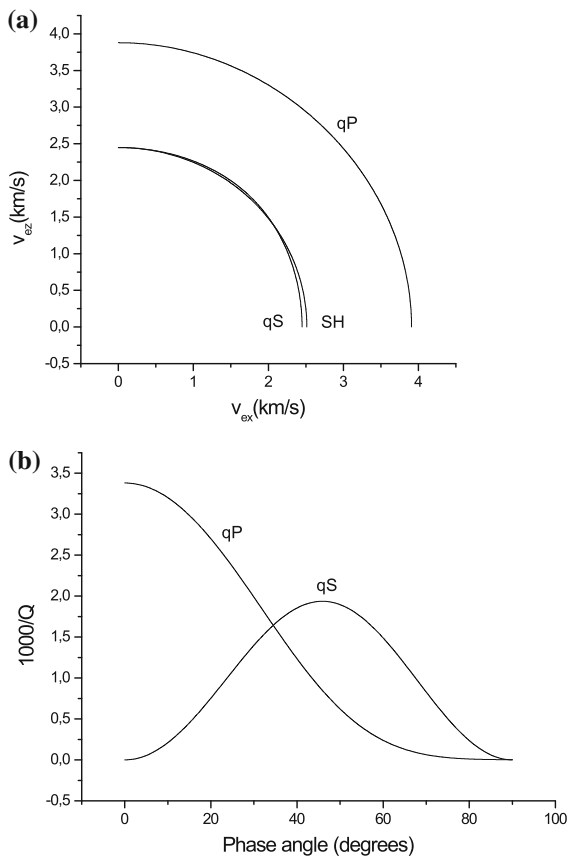 (a)
4,0
3,5
3,0
2,5
2,0
1,5
1,0
0,5
0,0
-0,5
v_ez(km/s)
qP
qS
SH
0 1 2 3 4
v_ex(km/s)
(b)
3,5
3,0
2,5
2,0
1,5
1,0
0,5
0,0
-0,5
1000/Q
qP
qS
0 20 40 60 80 100
Phase angle (degrees)